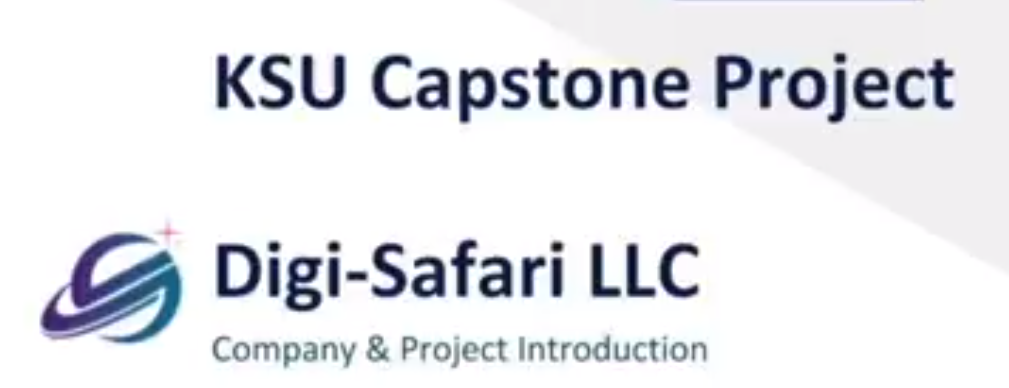 KSU Capstone Project
Digi-Safari LLC
Company & Project Introduction